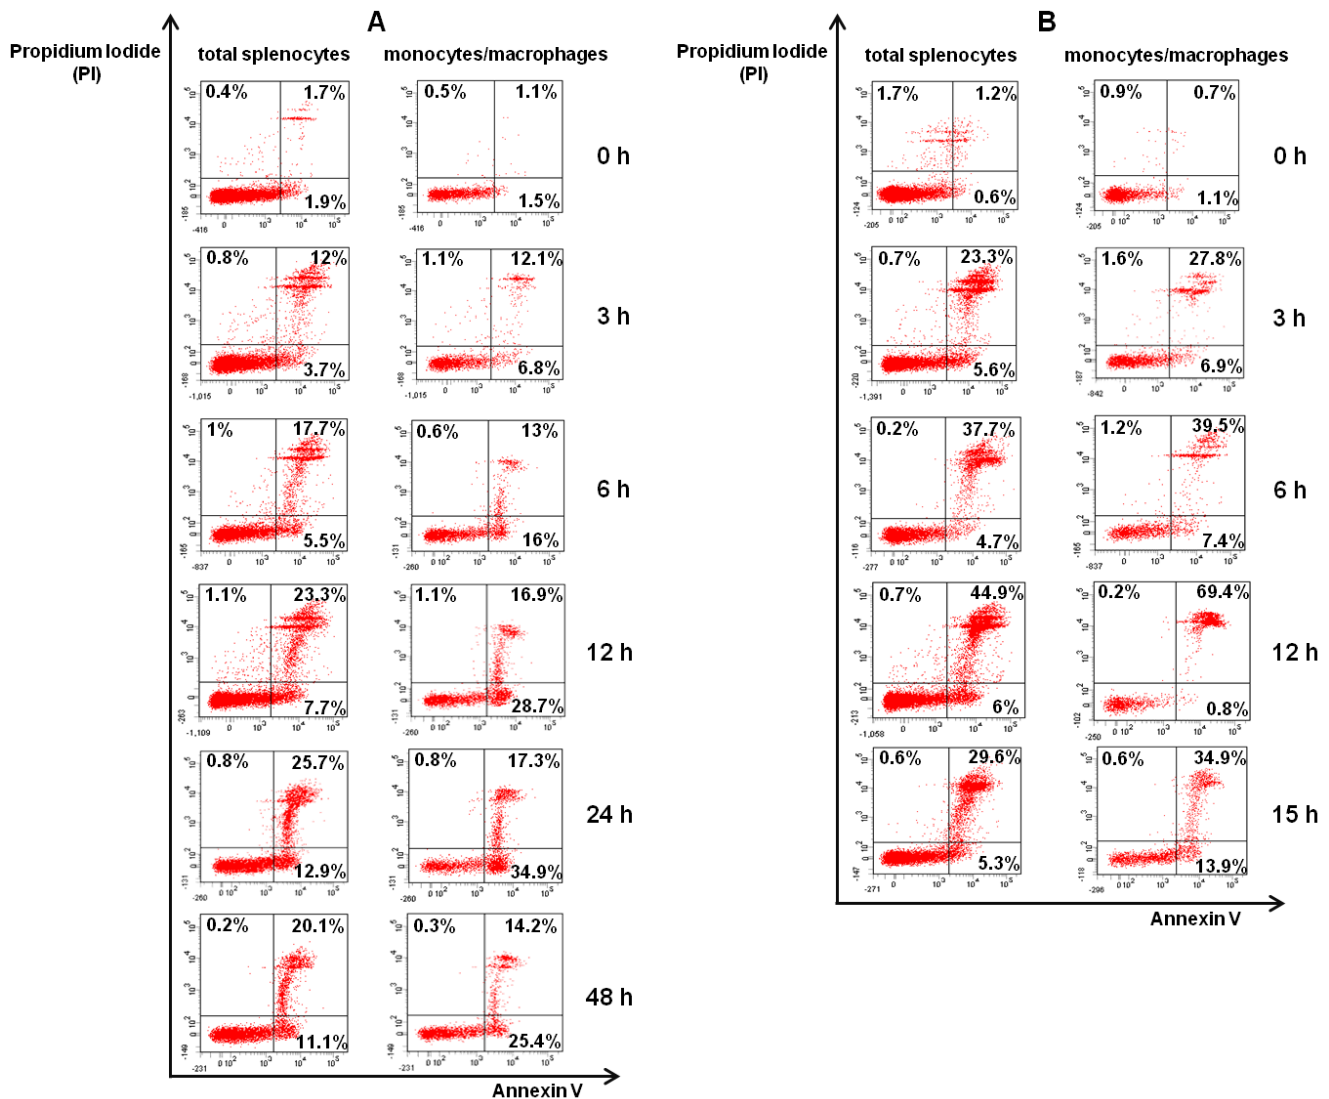 A
B
Propidium Iodide
(PI)
total splenocytes
monocytes/macrophages
Propidium Iodide
(PI)
total splenocytes
monocytes/macrophages
0.4% 1.7%
1.9%
0.5% 1.1%
1.5%
0 h
1.7% 1.2%
0.6%
0.9% 0.7%
1.1%
0 h
0.8% 12%
3.7%
1.1% 12.1%
6.8%
3 h
0.7% 23.3%
5.6%
1.6% 27.8%
6.9%
3 h
1% 17.7%
5.5%
0.6% 13%
16%
6 h
0.2% 37.7%
4.7%
1.2% 39.5%
7.4%
6 h
1.1% 23.3%
7.7%
1.1% 16.9%
28.7%
12 h
0.7% 44.9%
6%
0.2% 69.4%
0.8%
12 h
0.8% 25.7%
12.9%
0.8% 17.3%
34.9%
24 h
0.6% 29.6%
5.3%
0.6% 34.9%
13.9%
15 h
Annexin V
0.2% 20.1%
11.1%
0.3% 14.2%
25.4%
48 h
Annexin V